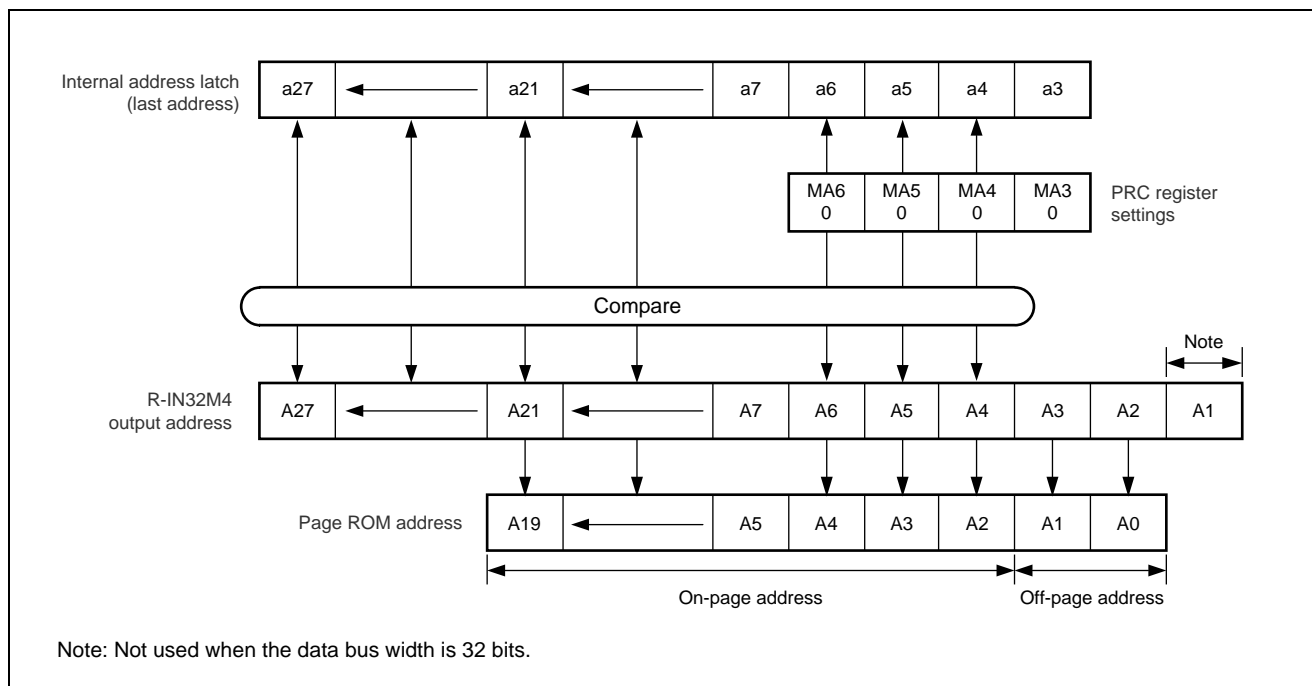 Internal address latch
(last address)
a27 a21 a7 a6 a5 a4 a3
MA6 MA5 MA4 MA3
0 0 0 0
PRC register
settings
Compare
Note
R-IN32M4
output address
A27 A21 A7 A6 A5 A4 A3 A2 A1
Page ROM address
A19 A5 A4 A3 A2 A1 A0
On-page address Off-page address
Note: Not used when the data bus width is 32 bits.